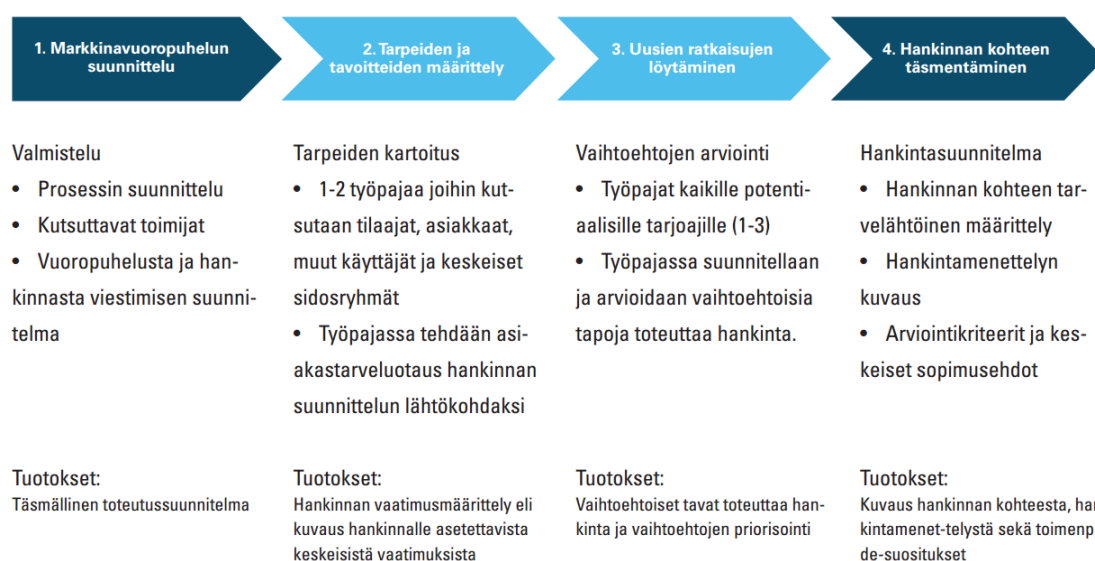 1. Markkinavuoropuhelun
suunnittelu
2. Tarpeiden ja
tavoitteiden määrittely
3. Uusien ratkaisujen
löytäminen
4. Hankinnan kohteen
täsmentäminen
Valmistelu
• Prosessin suunnittelu
• Kutsuttavat toimijat
• Vuoropuhelusta ja han-
kinnasta viestimisen suunni-
telma
Tarpeiden kartoitus
• 1-2 työpajaa joihin kut-
sutaan tilaajat, asiakkaat,
muut käyttäjät ja keskeiset
sidosryhmät
• Työpajassa tehdään asi-
akastarveluotaus hankinnan
suunnittelun lähtökohdaksi
Vaihtoehtojen arviointi
• Työpajat kaikille potenti-
aalisille tarjoajille (1-3)
• Työpajassa suunnitellaan
ja arvioidaan vaihtoehtoisia
tapoja toteuttaa hankinta.
Hankintasuunnitelma
• Hankinnan kohteen tar-
velähtöinen määrittely
• Hankintamenettelyn
kuvaus
• Arviointikriteerit ja kes-
keiset sopimusehdot
Tuotokset:
Täsmällinen toteutussuunnitelma
Tuotokset:
Hankinnan vaatimusmäärittely eli
kuvaus hankinnalle asetettavista
keskeisistä vaatimuksista
Tuotokset:
Vaihtoehtoiset tavat toteuttaa han-
kinta ja vaihtoehtojen priorisointi
Tuotokset:
Kuvaus hankinnan kohteesta,
kintamenet-telystä sekä
de-suositukset